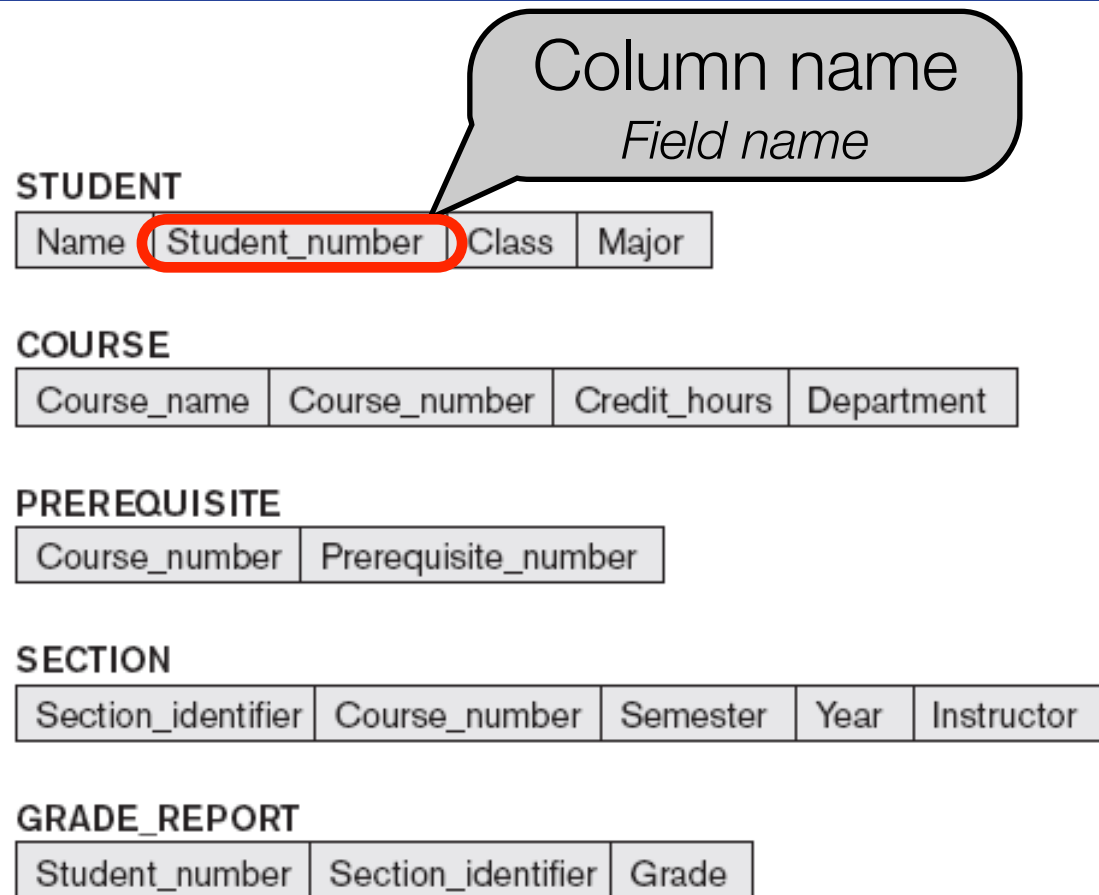 Column name
Field name
STUDENT
Name Student_number Class Major
COURSE
Course_name Course_number Credit_hours Department
PREREQUISITE
Course_number Prerequisite_number
SECTION
Section_identifier Course_number Semester Year Instructor
GRADE_REPORT
Student_number Section_identifier Grade